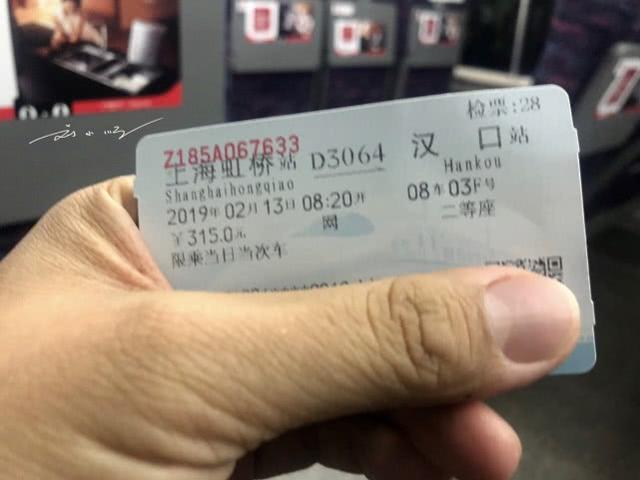 检票:28
Z185A067633
上海虹桥站 D3064 汉口站
Shanghaihongqiao Hankou
2019年02月13日 08:20开 08车03F号
网 二等座
￥315.0元
限乘当日当次车